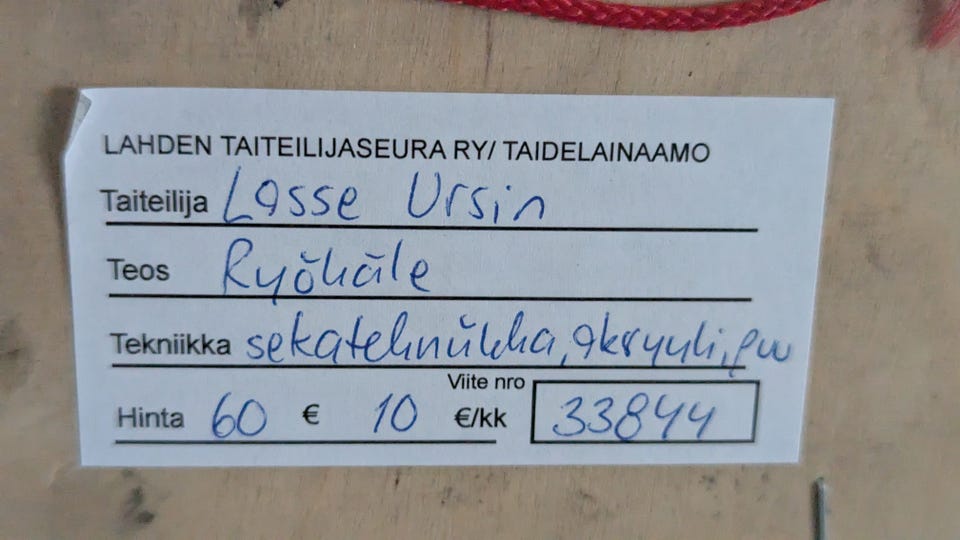 LAHDEN TAITEILIJASEURA RY/ TAIDELAINAAMO
Taiteilija Lasse Ursin
Teos Ryökäle
Tekniikka sekatekniikka, akryyli, puu
Viite nro
Hinta 60 € 10 €/kk 33844